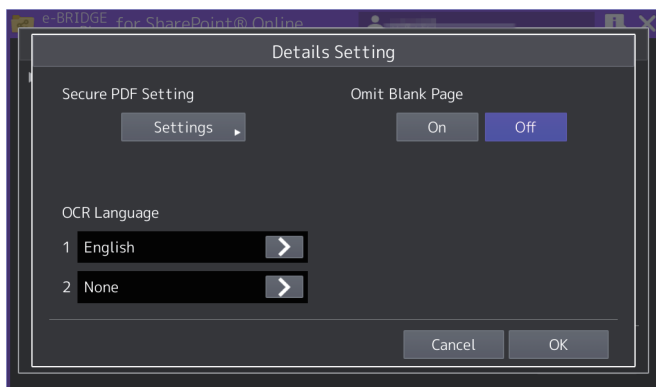 e-BRIDGE for SharePoint® Online
Details Setting
Secure PDF Setting
Omit Blank Page
Settings
On
Off
OCR Language
1 English
2 None
Cancel
OK